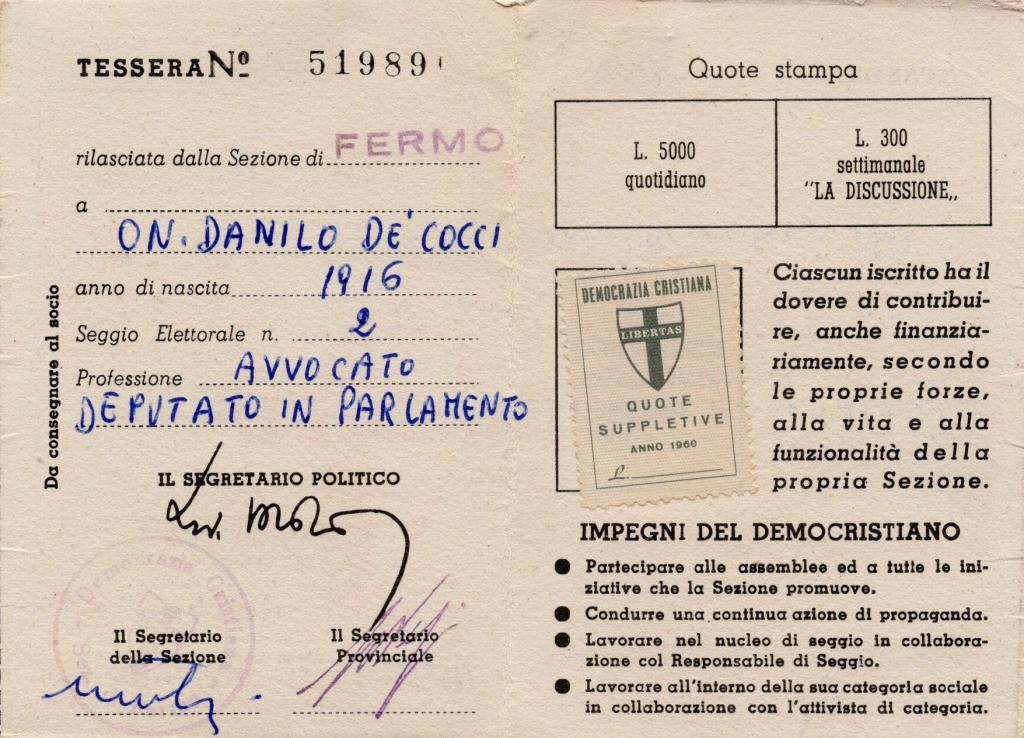 TESSERA Nº 519891
rilasciata dalla Sezione di FERMO
a
ON. DANILO DE' COCCI
anno di nascita 1916
Seggio Elettorale n. 2
Professione AVVOCATO
DEPUTATO IN PARLAMENTO
Da consegnare al socio
IL SEGRETARIO POLITICO
Il Segretario
della Sezione
Il Segretario
Provinciale
Democrazia Cristiana
Quote stampa
L. 5000
quotidiano
L. 300
settimanale
"LA DISCUSSIONE,,
DEMOCRAZIA CRISTIANA
LIBERTAS
QUOTE
SUPPLETIVE
ANNO 1960
L.
Ciascun iscritto ha il
dovere di contribui-
re, anche finanzia-
riamente, secondo
le proprie forze,
alla vita e alla
funzionalità della
propria Sezione.
IMPEGNI DEL DEMOCRISTIANO
● Partecipare alle assemblee ed a tutte le ini-
ziative che la Sezione promuove.
● Condurre una continua azione di propaganda.
● Lavorare nel nucleo di seggio in collabora-
zione col Responsabile di Seggio.
● Lavorare all'interno della sua categoria sociale
in collaborazione con l'attivista di categoria.